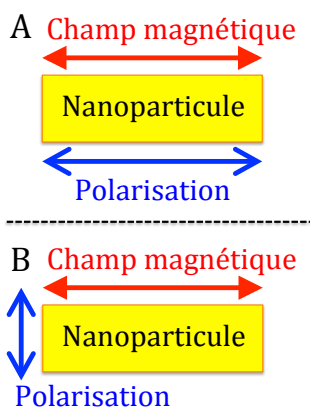 A Champ magnétique
Nanoparticule
Polarisation
B Champ magnétique
Nanoparticule
Polarisation